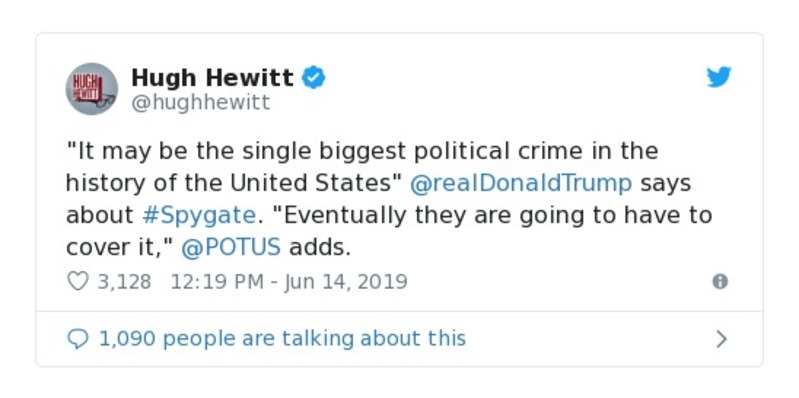 HUGH
HEWITT
Hugh Hewitt
@hughhewitt
"It may be the single biggest political crime in the
history of the United States" @realDonaldTrump says
about #Spygate. "Eventually they are going to have to
cover it," @POTUS adds.
3,128 12:19 PM - Jun 14, 2019
1,090 people are talking about this